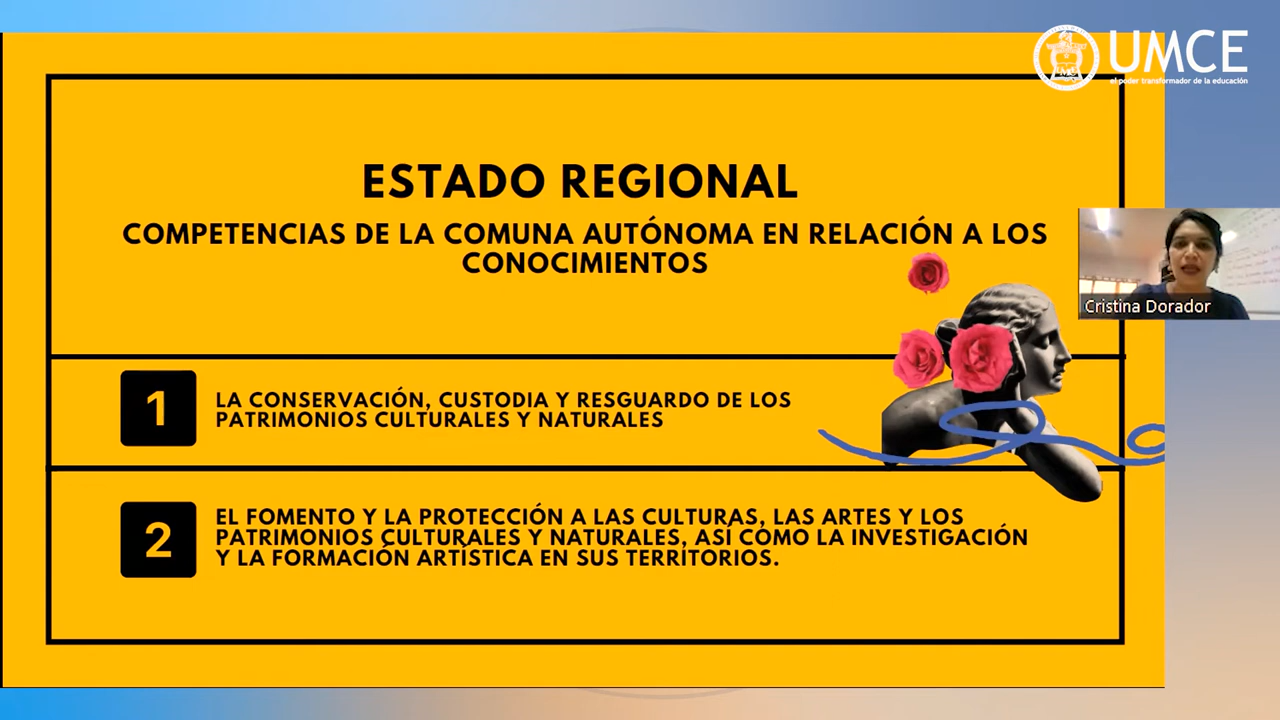 UMCE
el poder transformador de la educación
ESTADO REGIONAL
COMPETENCIAS DE LA COMUNA AUTÓNOMA EN RELACIÓN A LOS
CONOCIMIENTOS
Cristina Dorador
1
LA CONSERVACIÓN, CUSTODIA Y RESGUARDO DE LOS
PATRIMONIOS CULTURALES Y NATURALES
2
EL FOMENTO Y LA PROTECCIÓN A LAS CULTURAS, LAS ARTES Y LOS
PATRIMONIOS CULTURALES Y NATURALES, ASÍ COMO LA INVESTIGACIÓN
Y LA FORMACIÓN ARTÍSTICA EN SUS TERRITORIOS.